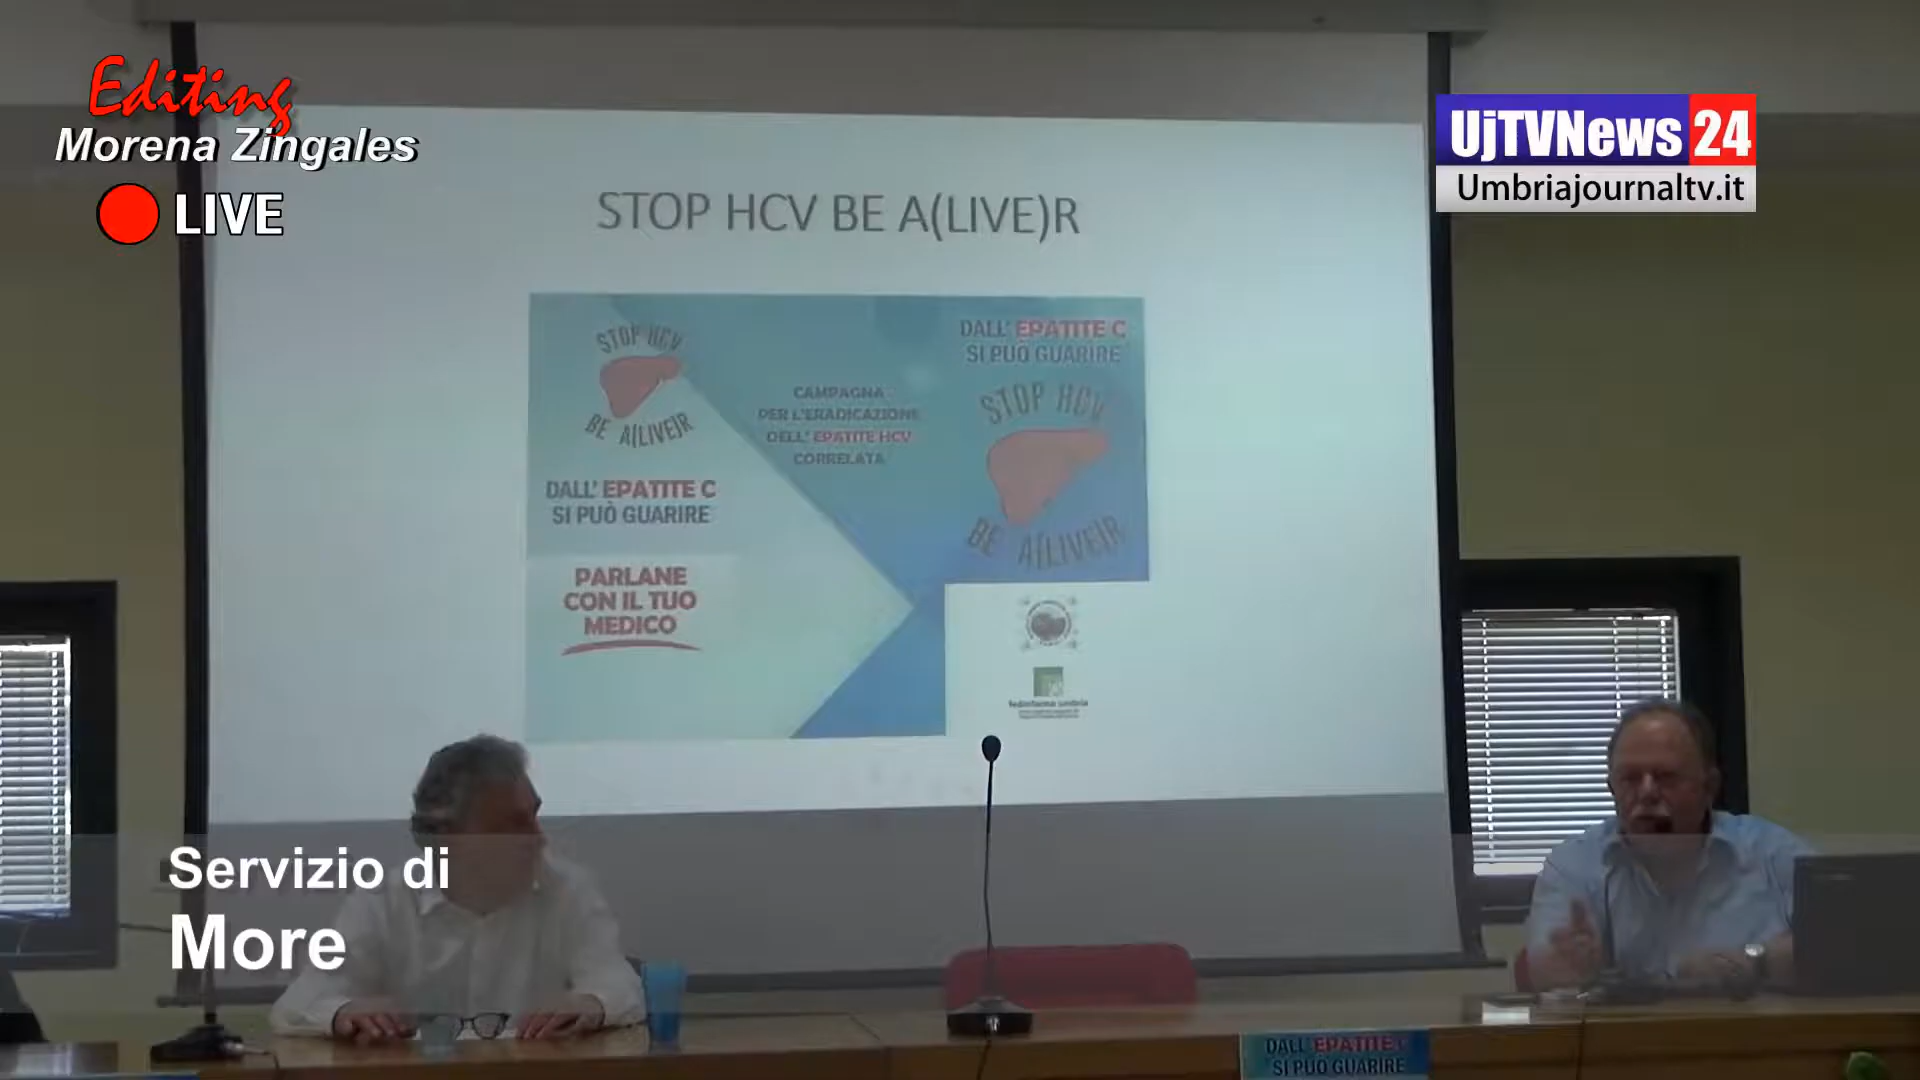 Editing
Morena Zingales
LIVE
UjTVNews 24
Umbriajournaltv.it
STOP HCV BE A(LIVE)R
STOP HCV
BE A(LIVE)R
DALL' EPATITE C
SI PUÒ GUARIRE
PARLANE
CON IL TUO
MEDICO
CAMPAGNA
PER L'ERADICAZIONE
DELL' EPATITE HCV
CORRELATA
DALL' EPATITE C
SI PUÒ GUARIRE
STOP HCV
BE A(LIVE)R
federfarma umbria
Servizio di
More
DALL' EPATITE C
SI PUÒ GUARIRE